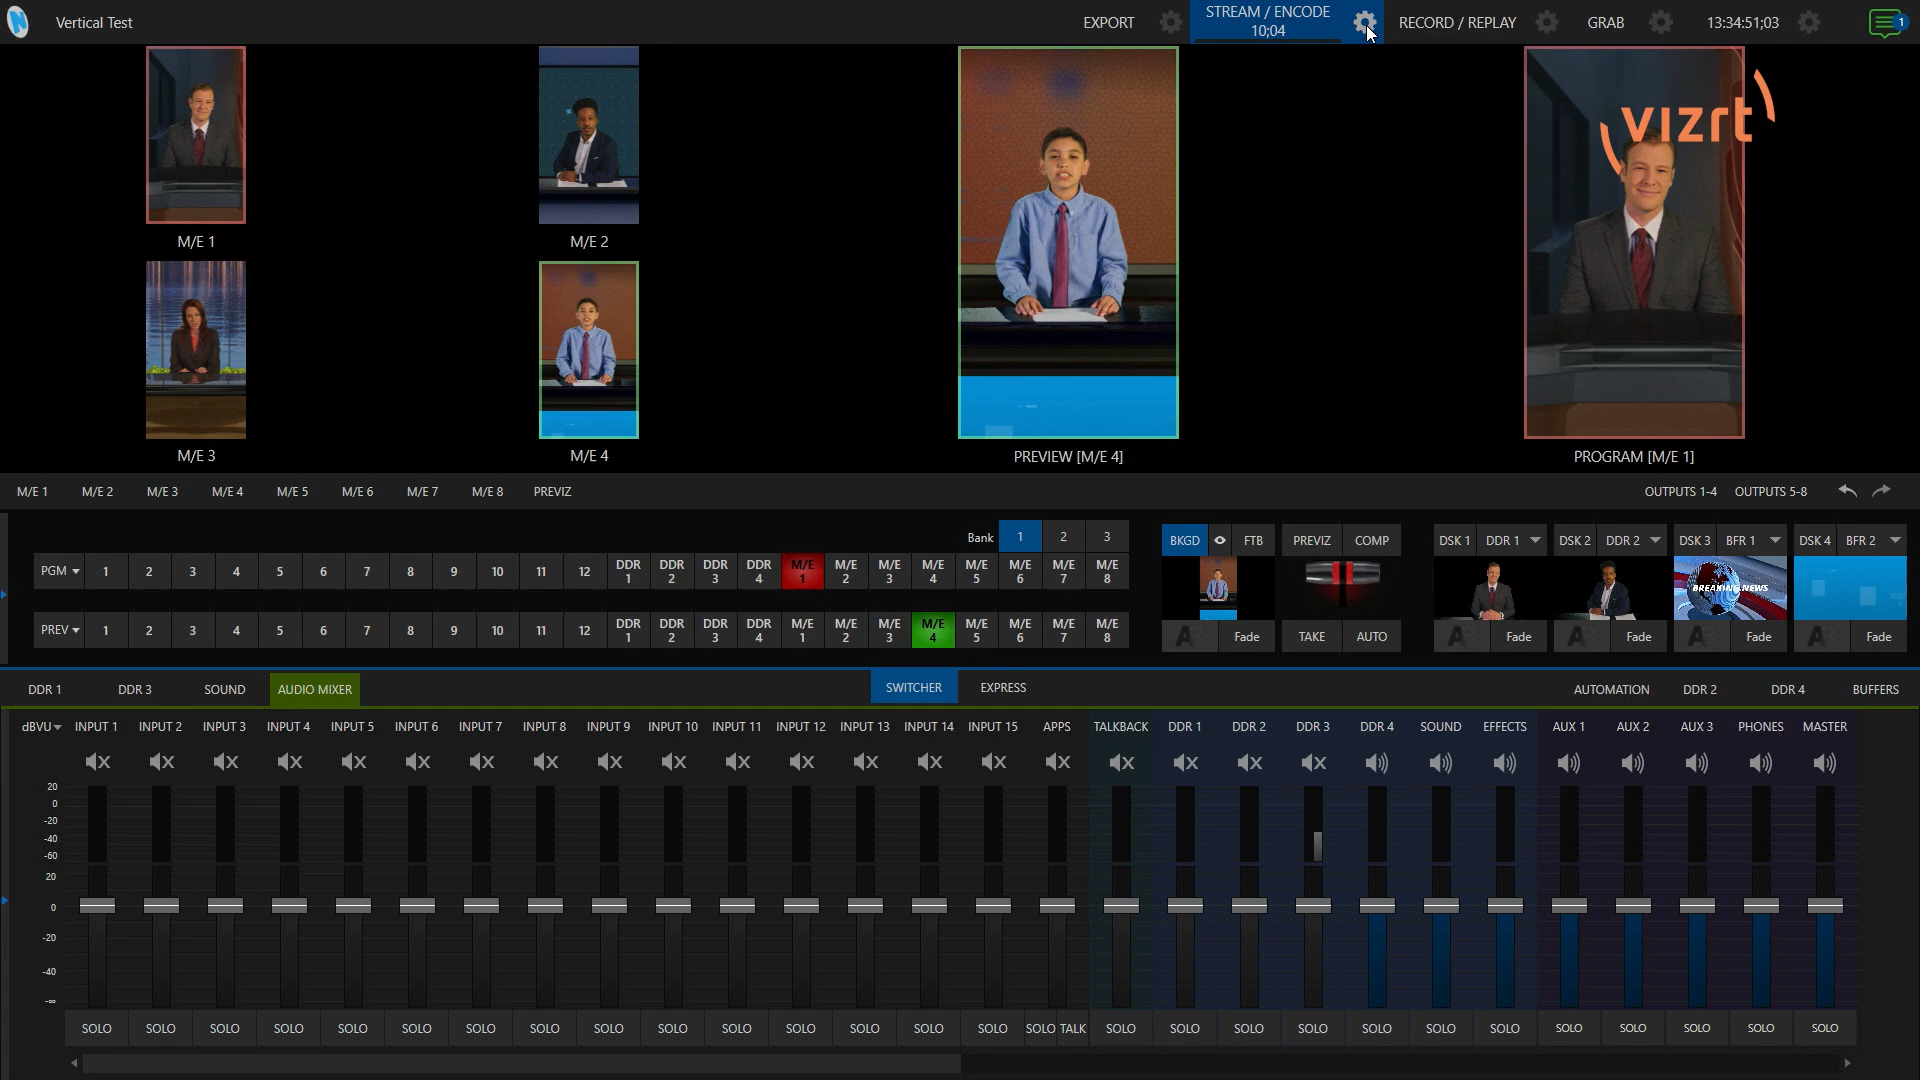 Vertical Test
EXPORT
STREAM / ENCODE
10;04
RECORD / REPLAY
GRAB
13:34:51;03
1
vizrt
M/E 1
M/E 2
M/E 3
M/E 4
PREVIEW [M/E 4]
PROGRAM [M/E 1]
M/E 1 M/E 2 M/E 3 M/E 4 M/E 5 M/E 6 M/E 7 M/E 8 PREVIZ
OUTPUTS 1-4 OUTPUTS 5-8
Bank 1 2 3
PGM 1 2 3 4 5 6 7 8 9 10 11 12 DDR 1 DDR 2 DDR 3 DDR 4 M/E 1 M/E 2 M/E 3 M/E 4 M/E 5 M/E 6 M/E 7 M/E 8
PREV 1 2 3 4 5 6 7 8 9 10 11 12 DDR 1 DDR 2 DDR 3 DDR 4 M/E 1 M/E 2 M/E 3 M/E 4 M/E 5 M/E 6 M/E 7 M/E 8
BKGD FTB PREVIZ COMP DSK 1 DDR 1 DSK 2 DDR 2 DSK 3 BFR 1 DSK 4 BFR 2
BREAKING NEWS
Fade TAKE AUTO Fade Fade Fade Fade
DDR 1 DDR 3 SOUND AUDIO MIXER SWITCHER EXPRESS AUTOMATION DDR 2 DDR 4 BUFFERS
dBVU INPUT 1 INPUT 2 INPUT 3 INPUT 4 INPUT 5 INPUT 6 INPUT 7 INPUT 8 INPUT 9 INPUT 10 INPUT 11 INPUT 12 INPUT 13 INPUT 14 INPUT 15 APPS TALKBACK DDR 1 DDR 2 DDR 3 DDR 4 SOUND EFFECTS AUX 1 AUX 2 AUX 3 PHONES MASTER
20
0
-20
-40
-60
20
0
-20
-40
-∞
SOLO SOLO SOLO SOLO SOLO SOLO SOLO SOLO SOLO SOLO SOLO SOLO SOLO SOLO SOLO SOLO TALK SOLO SOLO SOLO SOLO SOLO SOLO SOLO SOLO SOLO SOLO SOLO SOLO